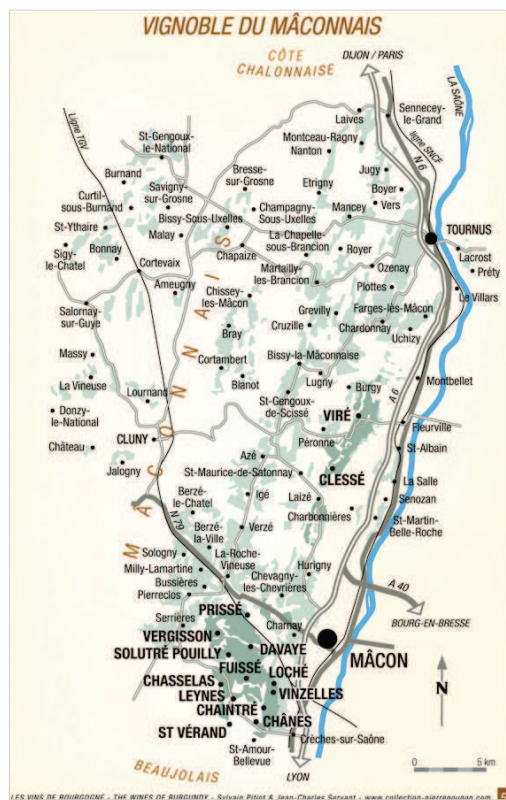 VIGNOBLE DU MÂCONNAIS
CÔTE
CHALONNAISE
DIJON / PARIS
LA SAÔNE
Ligne TGV
Laives
Sennecey-
le-Grand
ligne SNCF
N 6
St-Gengoux-
le-National
Montceau-Ragny
Nanton
Burnand
Bresse-
sur-Grosne
Jugy
Savigny-
sur-Grosne
Etrigny
Boyer
Curtil-
sous-Burnand
Champagny-
Sous-Uxelles
Mancey
Vers
St-Ythaire
Bissy-Sous-Uxelles
La-Chapelle-
sous-Brancion
TOURNUS
Malay
Royer
Sigy-
le-Chatel
Bonnay
Chapaize
Lacrost
Cortevaix
Martailly-
les-Brancion
Ozenay
Préty
Ameugny
Chissey-
les-Mâcon
Plottes
Le Villars
Salornay-
sur-Guye
Grevilly
Farges-lès-Mâcon
Bray
Cruzille
Chardonnay
Uchizy
Massy
Cortambert
Bissy-la-Mâconnaise
La Vineuse
Blanot
Lugny
Burgy
Montbellet
Lournand
St-Gengoux-
de-Scissé
A 6
Donzy-
le-National
VIRÉ
Fleurville
CLUNY
Péronne
Château
Azé
St-Albain
Jalogny
St-Maurice-de-Satonnay
CLESSÉ
La Salle
MÂCONNAIS
Berzé-
le-Chatel
Igé
Laizé
Senozan
N 79
Charbonnières
Berzé-
la-Ville
Verzé
St-Martin-
Belle-Roche
Sologny
La-Roche-
Vineuse
Milly-Lamartine
Hurigny
Chevagny-
les-Chevrières
Bussières
A 40
Pierreclos
PRISSÉ
Serrières
Charnay
BOURG-EN-BRESSE
VERGISSON
DAVAYE
SOLUTRÉ POUILLY
MÂCON
FUISSÉ
LOCHÉ
CHASSELAS
LEYNES
VINZELLES
N
CHAINTRÉ
CHÂNES
ST VÉRAND
Crèches-sur-Saône
St-Amour-
Bellevue
BEAUJOLAIS
LYON
0 5 km
LES VINS DE BOURGOGNE - THE WINES OF BURGUNDY - Sylvain Pitiot & Jean-Charles Servant - www.collection-pierrepoupon.com